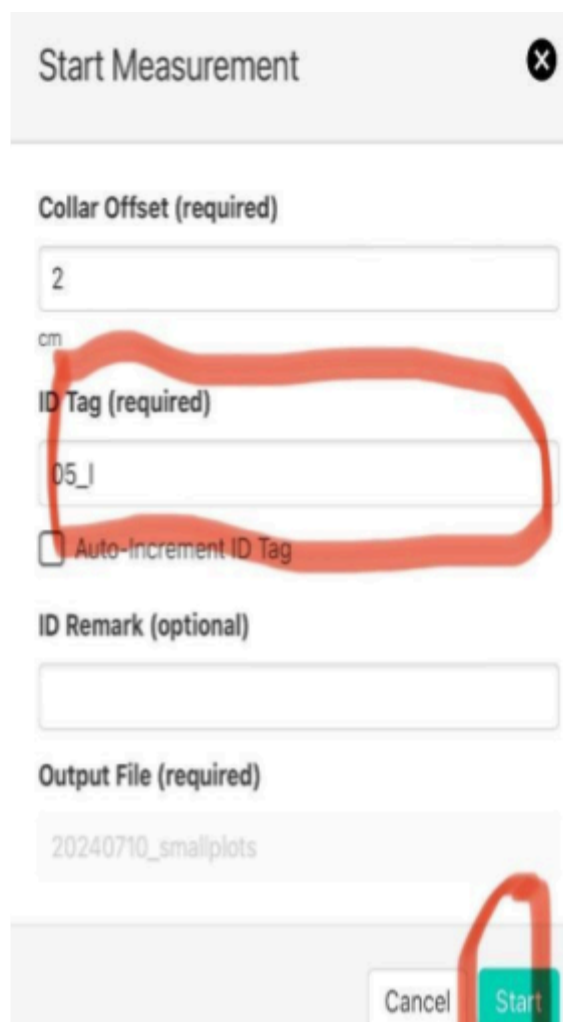 Start Measurement
Collar Offset (required)
2
cm
ID Tag (required)
05_I
Auto-Increment ID Tag
ID Remark (optional)
Output File (required)
20240710_smallplots
Cancel Start